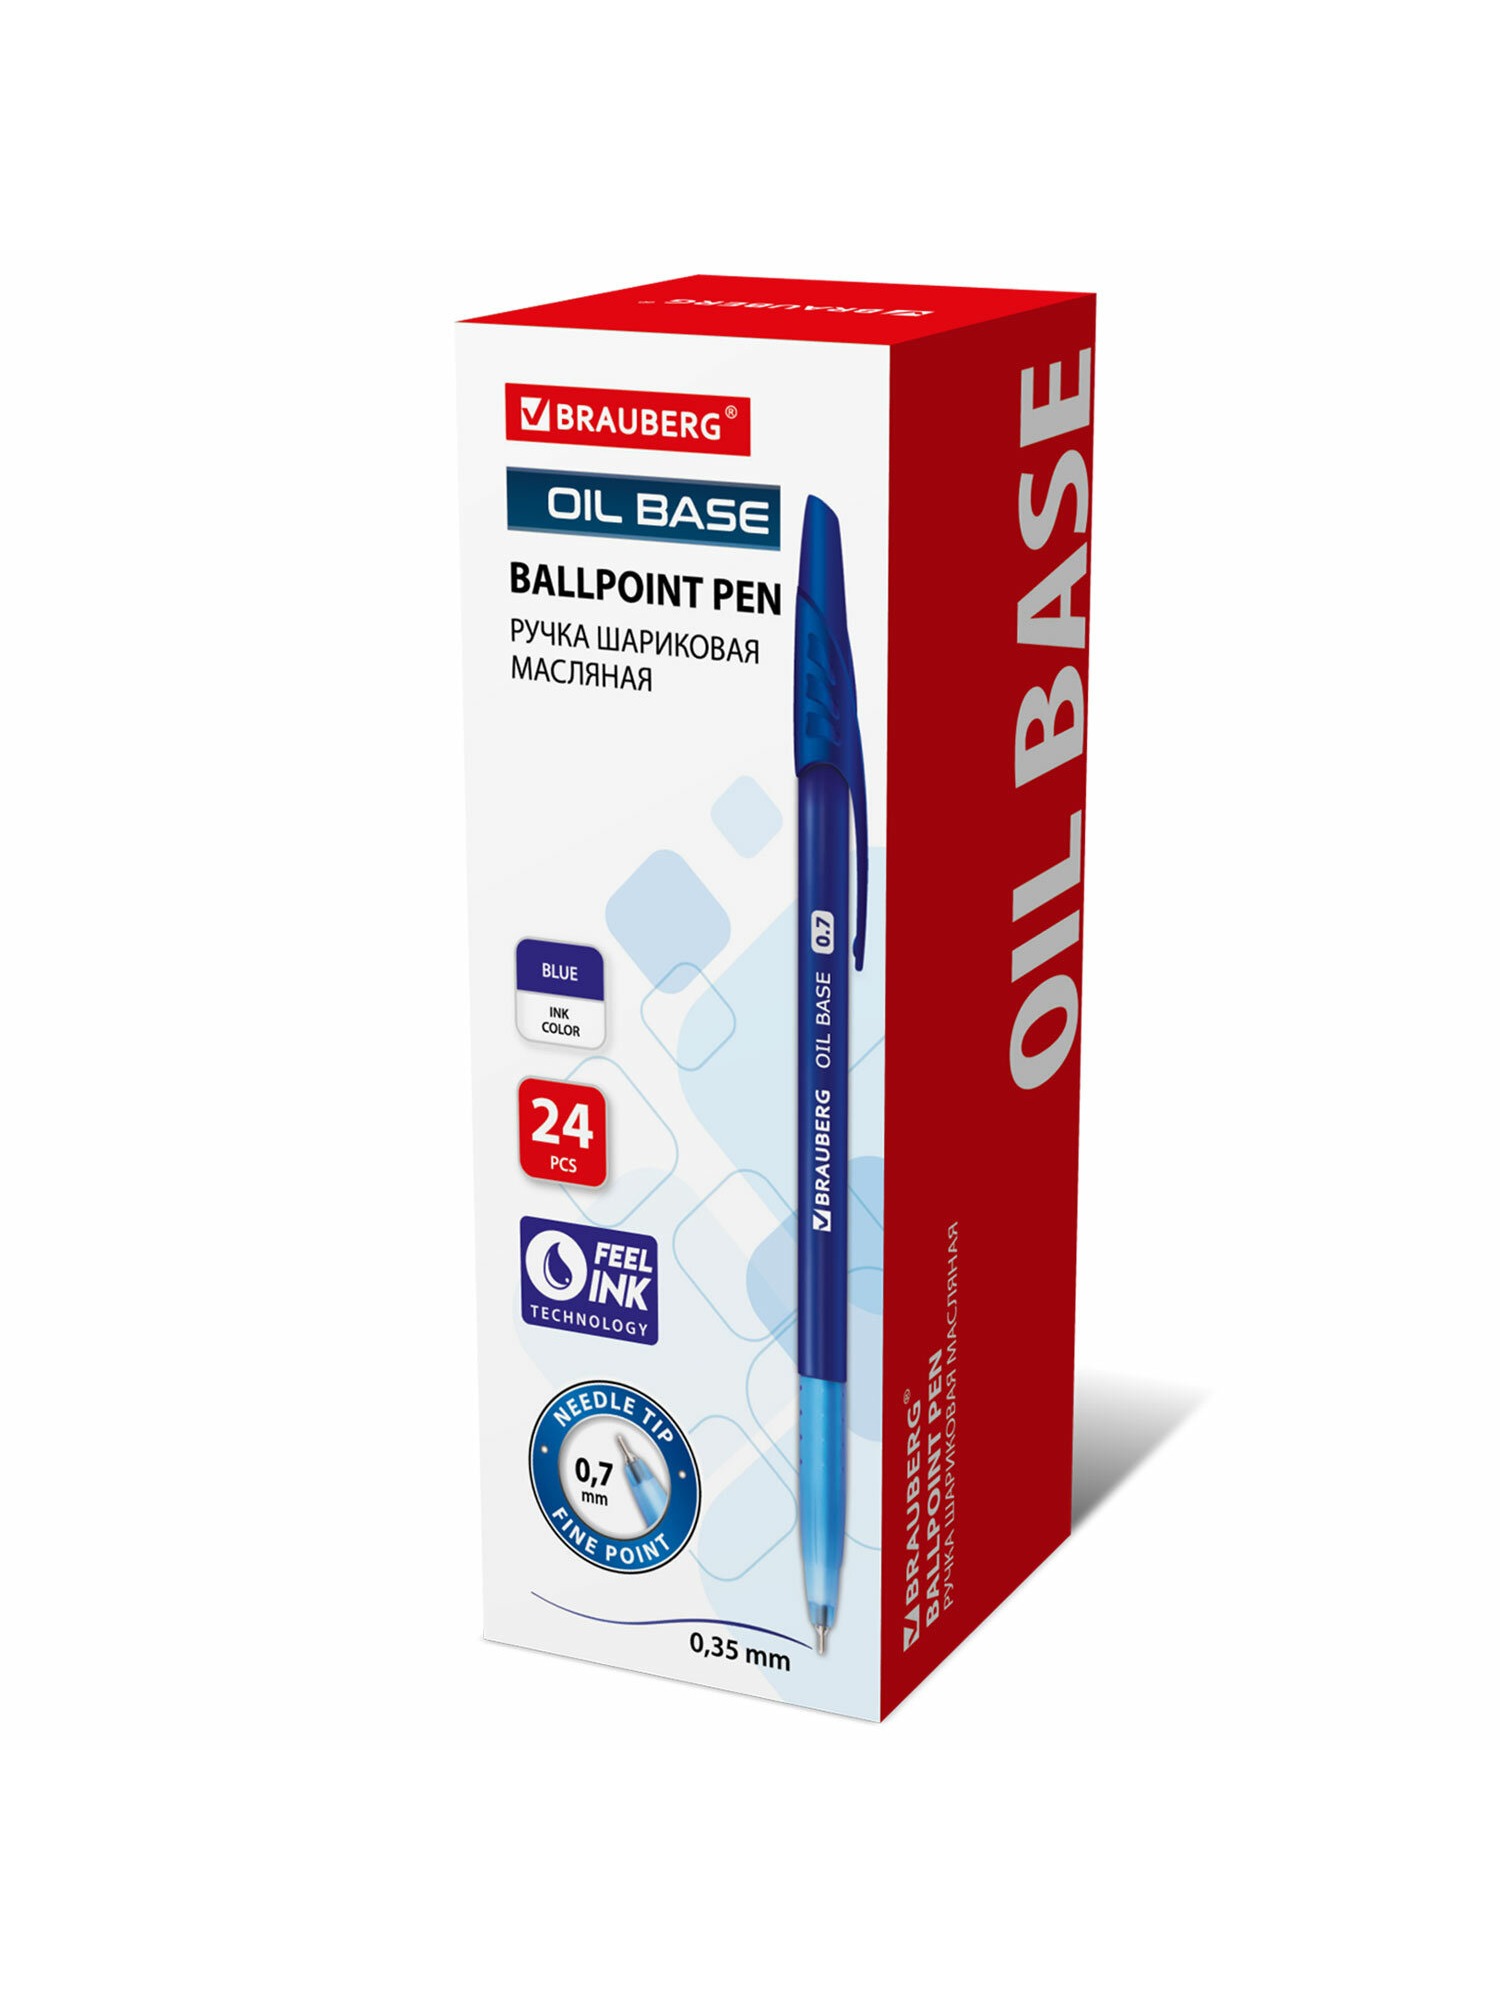 BRAUBERG®
BRAUBERG®
OIL BASE
BALLPOINT PEN
РУЧКА ШАРИКОВАЯ
МАСЛЯНАЯ
BLUE
INK
COLOR
24
PCS
FEEL
INK
TECHNOLOGY
NEEDLE TIP
0,7
mm
FINE POINT
0,35 mm
BRAUBERG OIL BASE 0.7
OIL BASE
BRAUBERG®
BALLPOINT PEN
РУЧКА ШАРИКОВАЯ МАСЛЯНАЯ